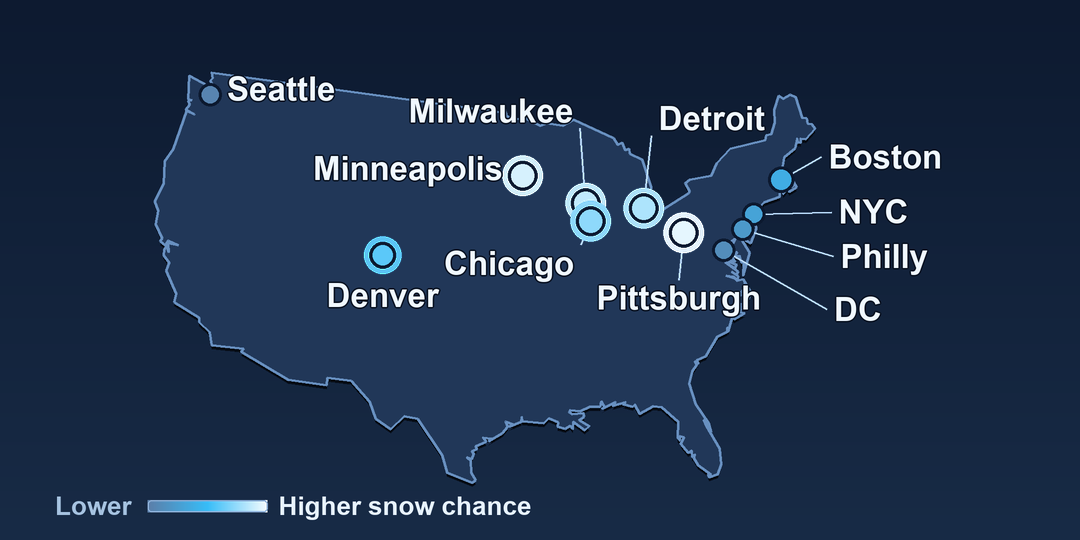 Seattle
Milwaukee
Detroit
Minneapolis
Boston
NYC
Chicago
Philly
Denver
Pittsburgh
DC
Lower
Higher snow chance